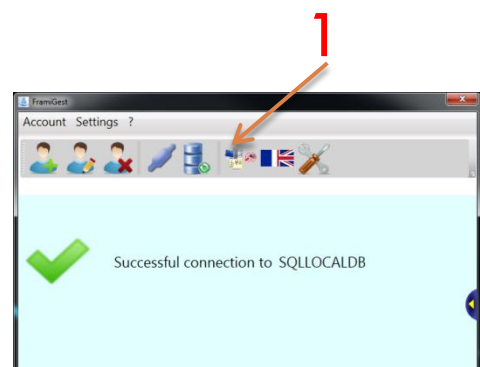 1
FramiGest
Account Settings ?
Successful connection to SQLLOCALDB